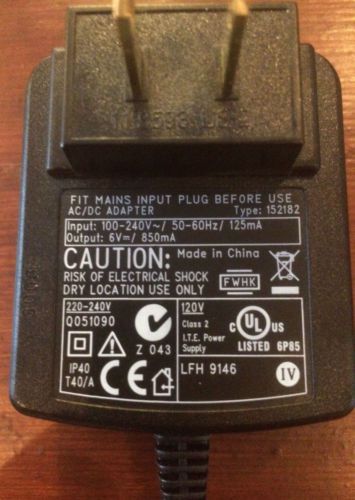 FIT MAINS INPUT PLUG BEFORE USE
AC/DC ADAPTER Type: 152182
Input: 100-240V~/ 50-60Hz/ 125mA
Output: 6V⎓/ 850mA
CAUTION: Made in China
RISK OF ELECTRICAL SHOCK
DRY LOCATION USE ONLY
FWHK
220-240V
Q051090
Z 043
IP40
T40/A
CE
120V
Class 2
I.T.E. Power
Supply
c UL US
LISTED 6P85
LFH 9146
IV